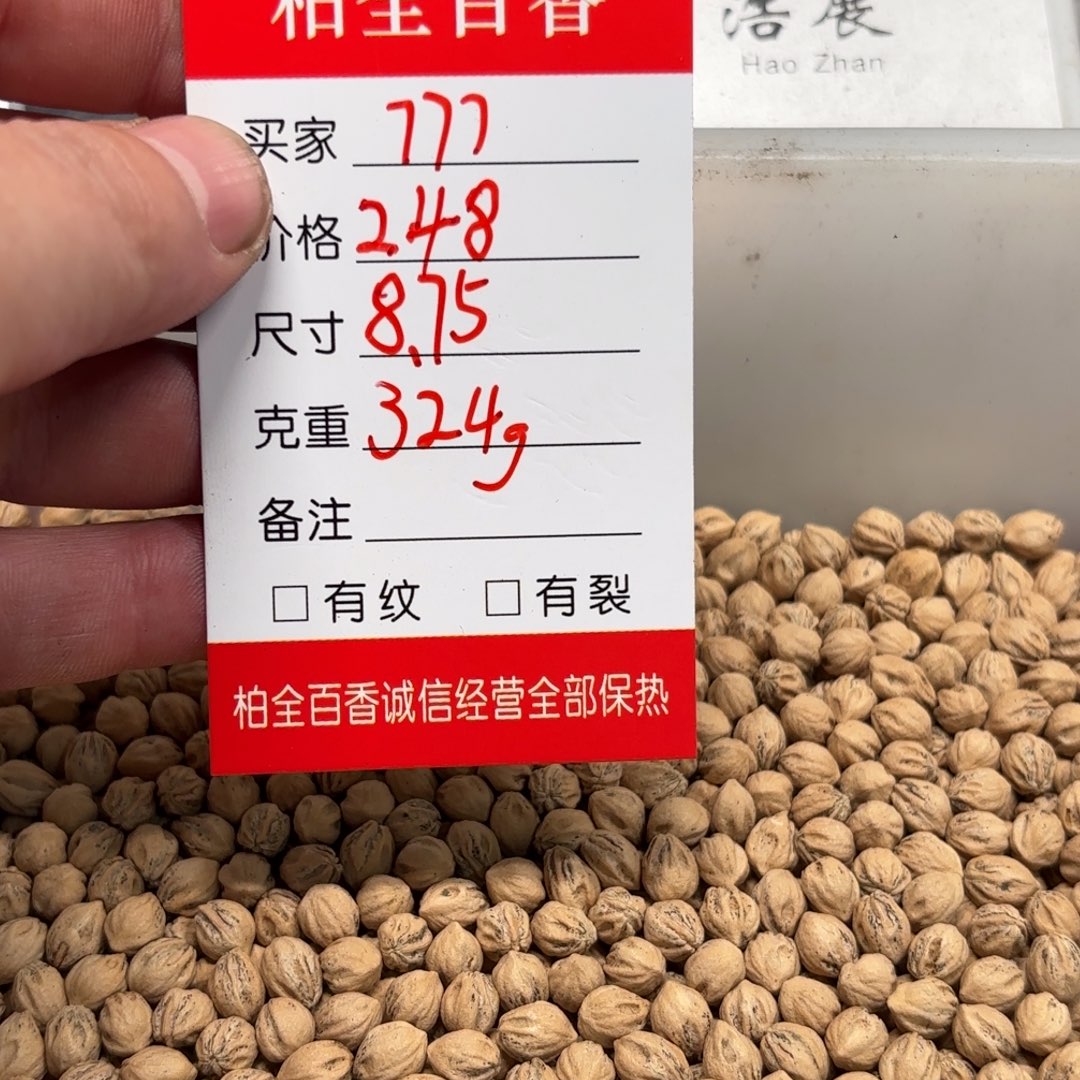 柏全百香
浩展
Hao Zhan
买家 777
价格 248
尺寸 8.75
克重 324g
备注
□有纹 □有裂
柏全百香诚信经营全部保热